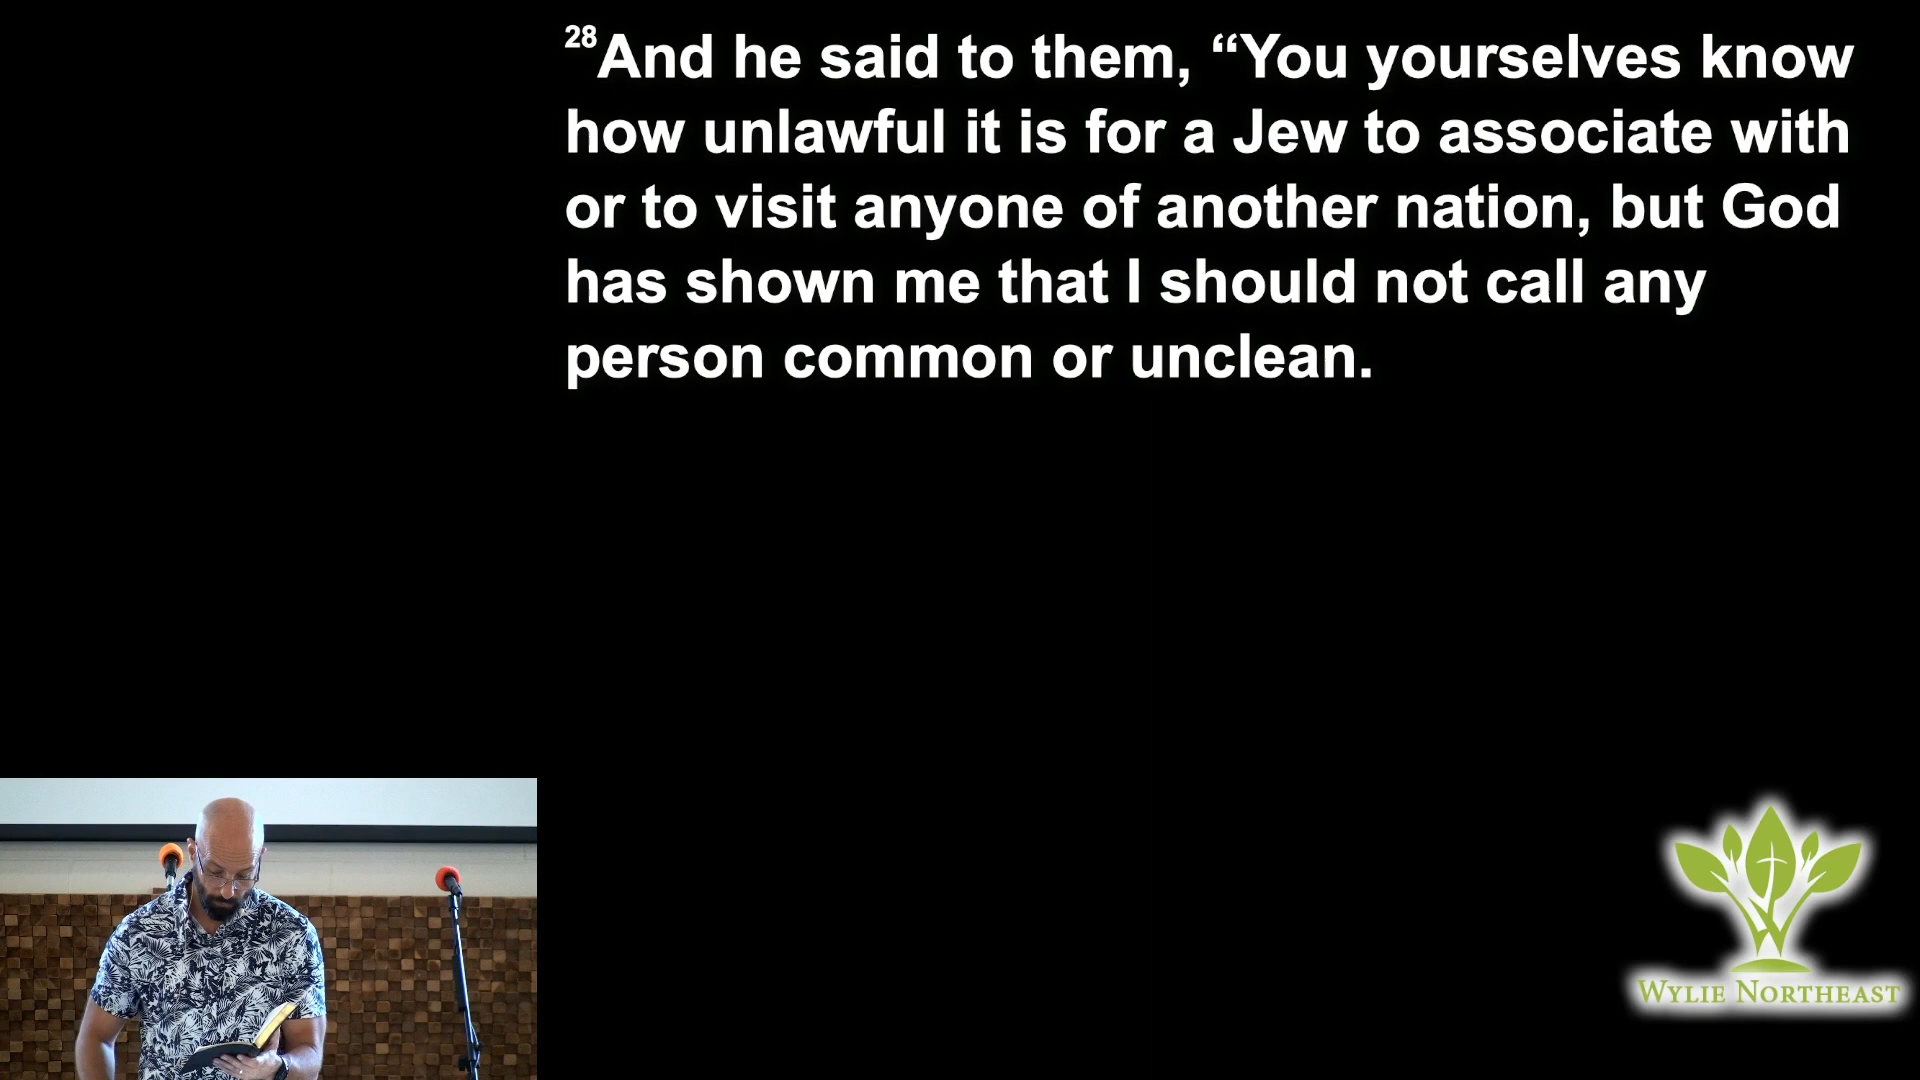 28And he said to them, “You yourselves know
how unlawful it is for a Jew to associate with
or to visit anyone of another nation, but God
has shown me that I should not call any
person common or unclean.
WYLIE NORTHEAST